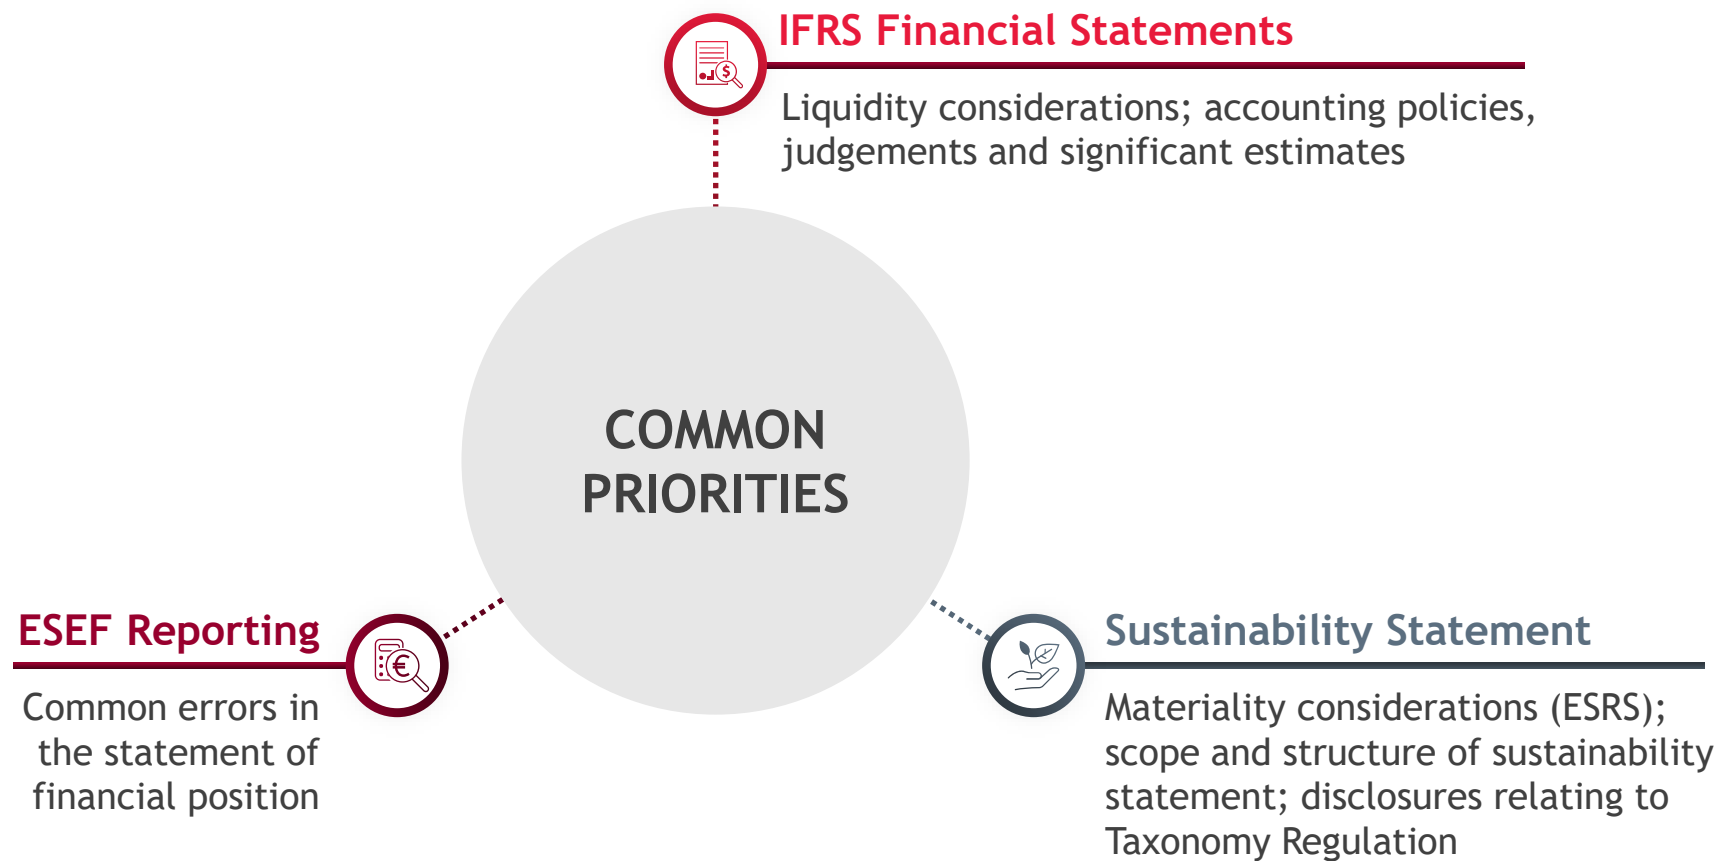 IFRS Financial Statements
Liquidity considerations; accounting policies,
judgements and significant estimates
COMMON
PRIORITIES
ESEF Reporting
Common errors in
the statement of
financial position
Sustainability Statement
Materiality considerations (ESRS);
scope and structure of sustainability
statement; disclosures relating to
Taxonomy Regulation